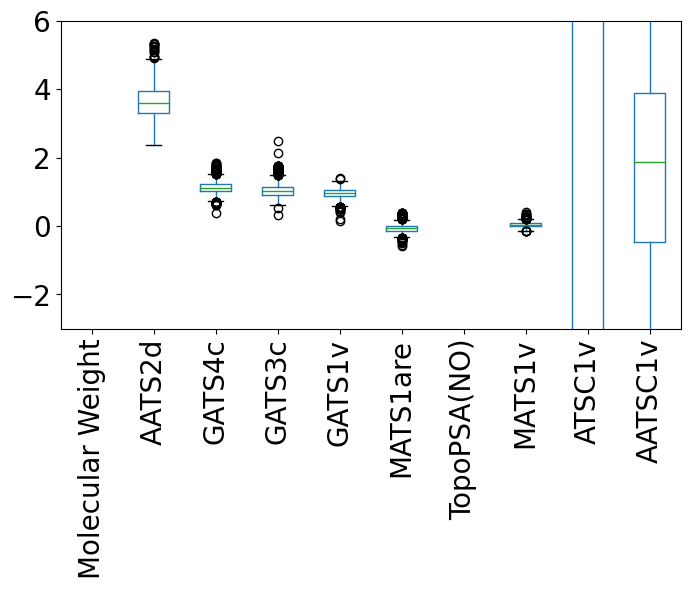 6
4
2
0
−2
Molecular Weight
AATS2d
GATS4c
GATS3c
GATS1v
MATS1are
TopoPSA(NO)
MATS1v
ATSC1v
AATSC1v